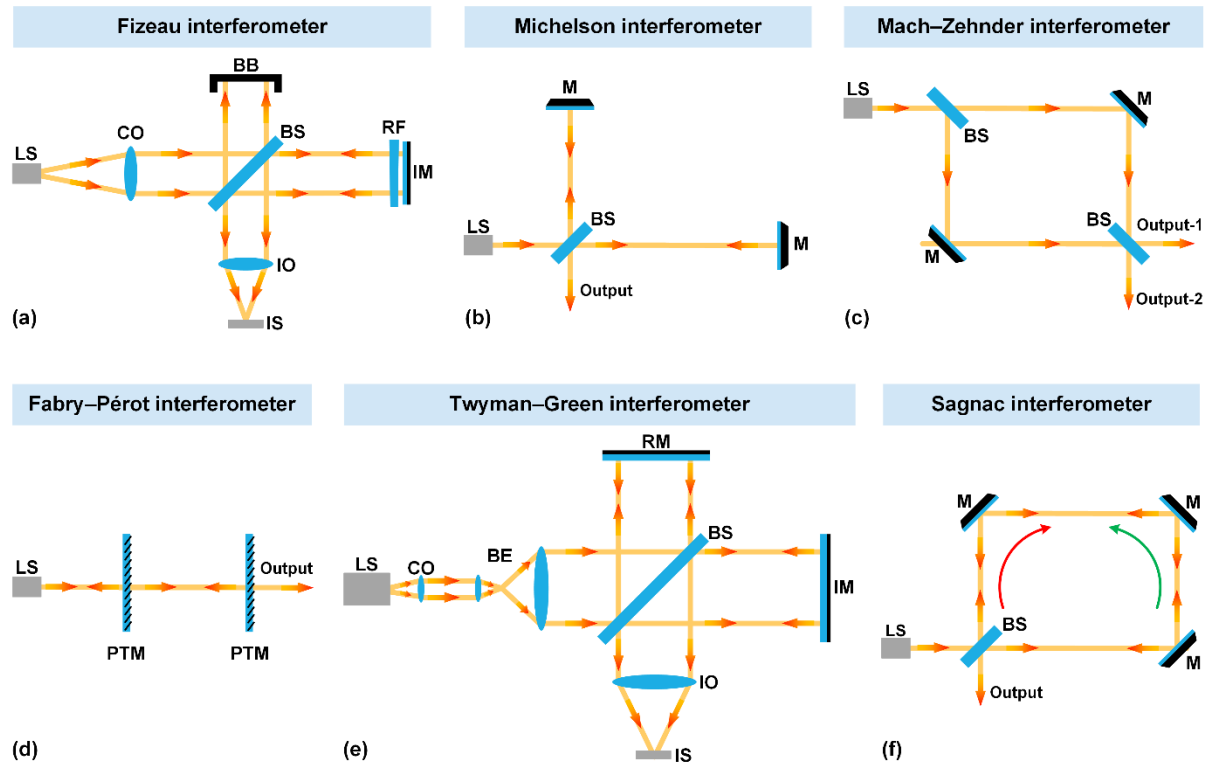 Fizeau interferometer
BB
BS
RF
CO
LS
IM
IO
IS
(a)
Michelson interferometer
M
BS
LS
M
Output
(b)
Mach–Zehnder interferometer
LS
M
BS
BS
Output-1
M
Output-2
(c)
Fabry–Pérot interferometer
LS
Output
PTM
PTM
(d)
Twyman–Green interferometer
RM
BS
BE
LS
CO
IM
IO
IS
(e)
Sagnac interferometer
M
M
BS
LS
M
Output
(f)